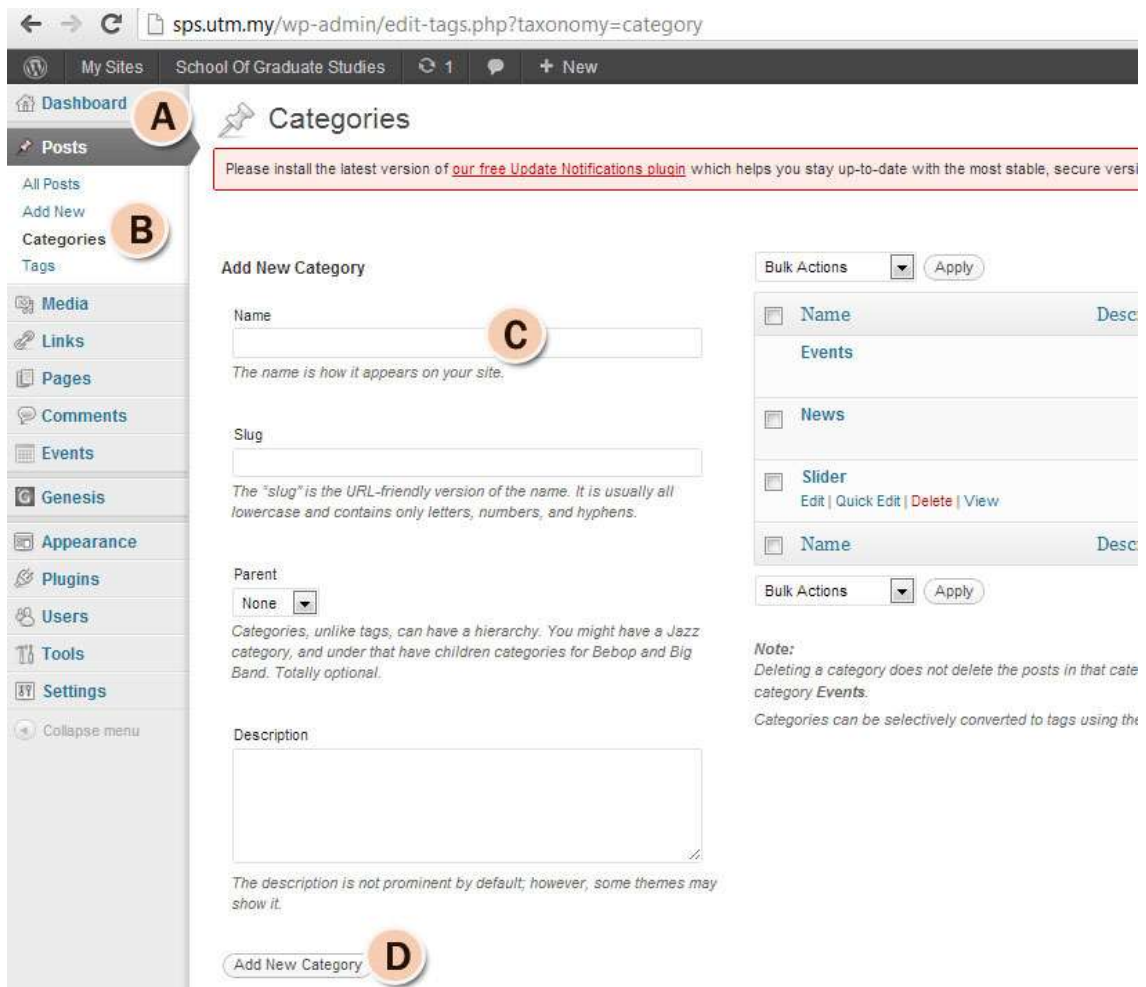 sps.utm.my/wp-admin/edit-tags.php?taxonomy=category
My Sites School Of Graduate Studies 1 + New
Dashboard
A
Posts
All Posts
Add New
Categories
B
Tags
Media
Links
Pages
Comments
Events
Genesis
Appearance
Plugins
Users
Tools
Settings
Collapse menu
Categories
Please install the latest version of our free Update Notifications plugin which helps you stay up-to-date with the most stable, secure versi
Add New Category
Name
C
The name is how it appears on your site.
Slug
The "slug" is the URL-friendly version of the name. It is usually all
lowercase and contains only letters, numbers, and hyphens.
Parent
None
Categories, unlike tags, can have a hierarchy. You might have a Jazz
category, and under that have children categories for Bebop and Big
Band. Totally optional.
Description
The description is not prominent by default; however, some themes may
show it.
Add New Category
D
Bulk Actions Apply
Name Desc
Events
News
Slider
Edit | Quick Edit | Delete | View
Name Desc
Bulk Actions Apply
Note:
Deleting a category does not delete the posts in that cate
category Events.
Categories can be selectively converted to tags using the